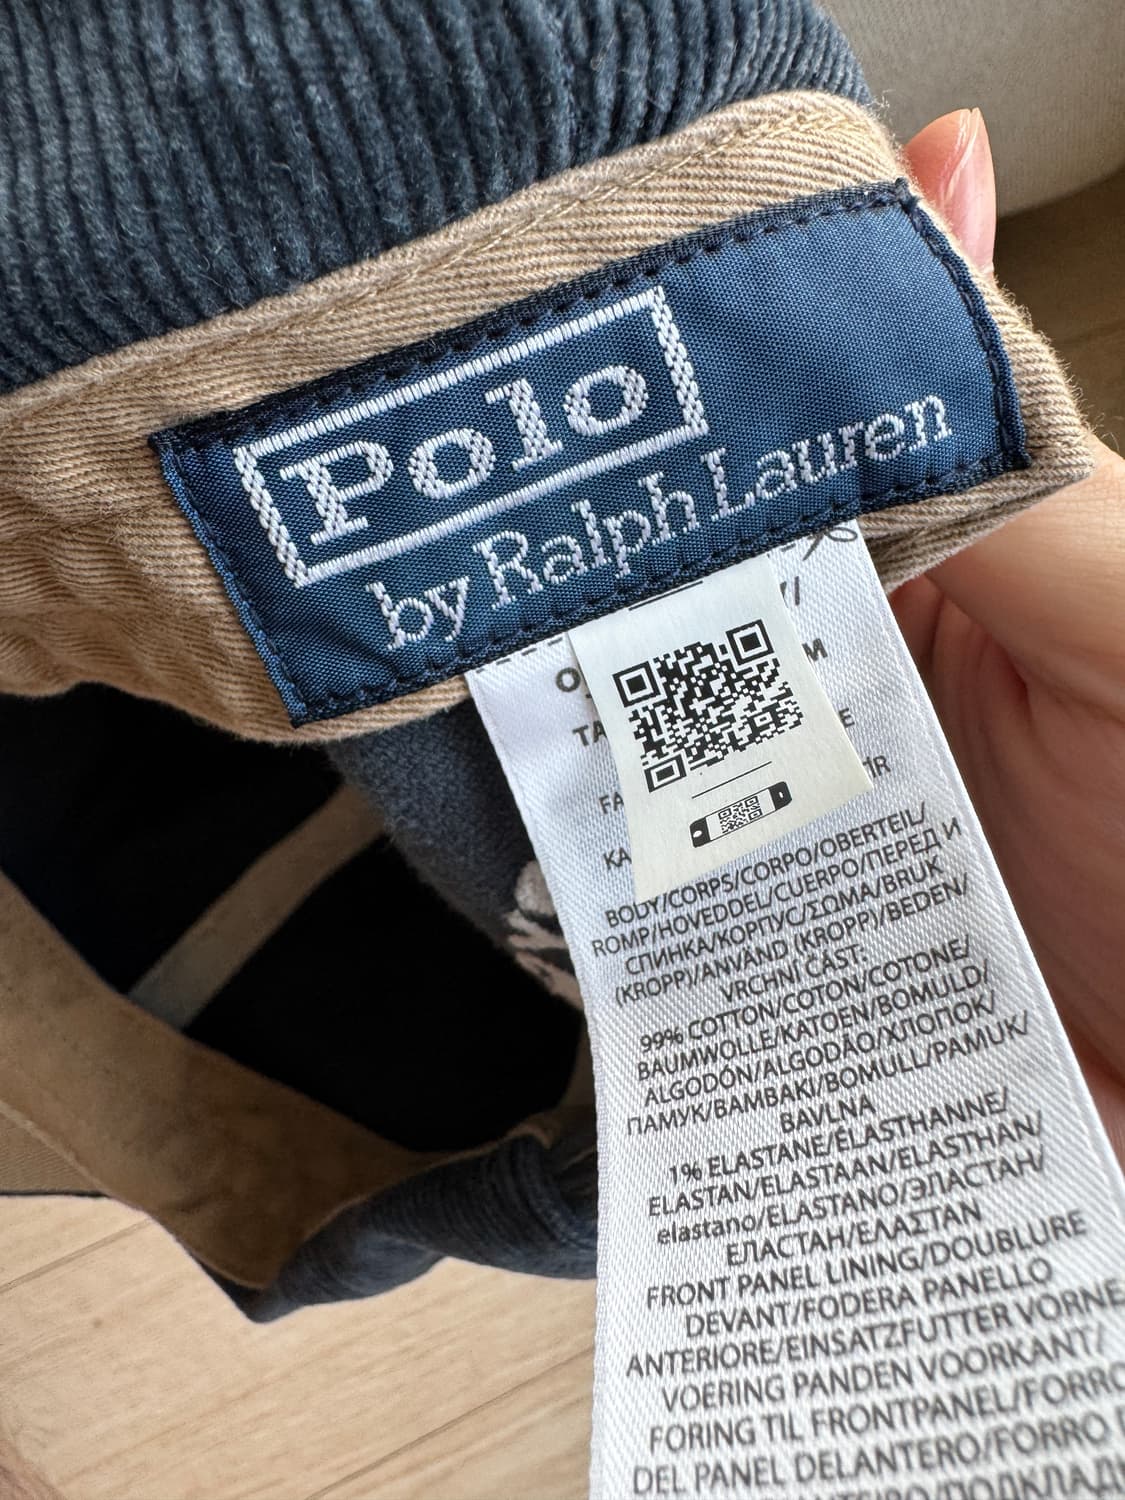 Polo
by Ralph Lauren
BODY/CORPS/CORPO/OBERTEIL/
ROMP/HOVEDDEL/CUERPO/ПЕРЕД И
СПИНКА/КОРПУС/ΣΩΜΑ/BRUK
(KROPP)/ANVÄND (KROPP)/BEDEN/
VRCHNÍ ČÁST:
99% COTTON/COTON/COTONE/
BAUMWOLLE/KATOEN/BOMULD/
ALGODÓN/ALGODÃO/ХЛОПОК/
ПАМУК/ΒΑΜΒΑΚΙ/BOMULL/PAMUK/
BAVLNA
1% ELASTANE/ÉLASTHANNE/
ELASTAN/ELASTAAN/ELASTHAN/
elastano/ELASTANO/ЭЛАСТАН/
ЕЛАСТАН/ΕΛΑΣΤΑΝ
FRONT PANEL LINING/DOUBLURE
DEVANT/FODERA PANELLO
ANTERIORE/EINSATZFUTTER VORNE
VOERING PANDEN VOORKANT/
FORING TIL FRONTPANEL/FORRO
DEL PANEL DELANTERO/FORRO